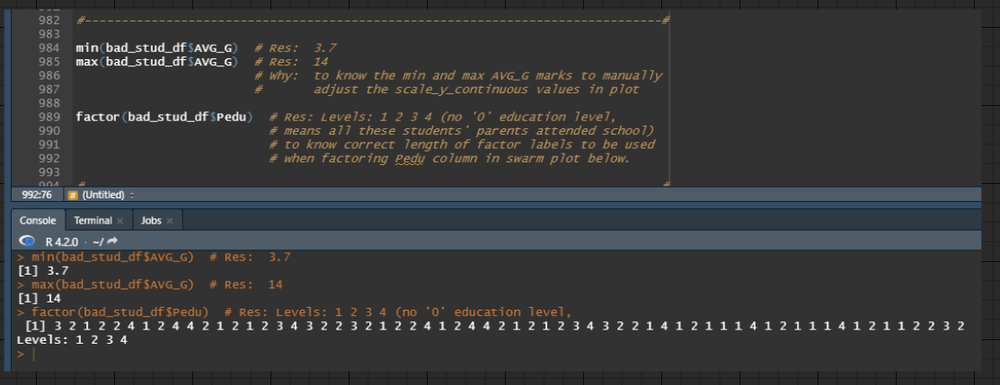 982 #------------------------------------------------------------------------------#
983
984 min(bad_stud_df$AVG_G)  # Res:  3.7
985 max(bad_stud_df$AVG_G)  # Res:  14
986 # Why:  to know the min and max AVG_G marks to manually
987 #       adjust the scale_y_continuous values in plot
988
989 factor(bad_stud_df$Pedu)  # Res: Levels: 1 2 3 4 (no '0' education level,
990 # means all these students' parents attended school)
991 # to know correct length of factor labels to be used
992 # when factoring Pedu column in swarm plot below.
993
994 # #
992:76 # (Untitled)
Console Terminal Jobs
R 4.2.0 · ~/
> min(bad_stud_df$AVG_G)  # Res:  3.7
[1] 3.7
> max(bad_stud_df$AVG_G)  # Res:  14
[1] 14
> factor(bad_stud_df$Pedu)  # Res: Levels: 1 2 3 4 (no '0' education level,
[1] 3 2 1 2 2 4 1 2 4 4 2 1 2 1 2 3 4 3 2 2 3 2 1 2 2 4 1 2 4 4 2 1 2 1 2 3 4 3 2 2 1 4 1 2 1 1 1 4 1 2 1 1 1 4 1 2 1 1 2 2 3 2
Levels: 1 2 3 4
>